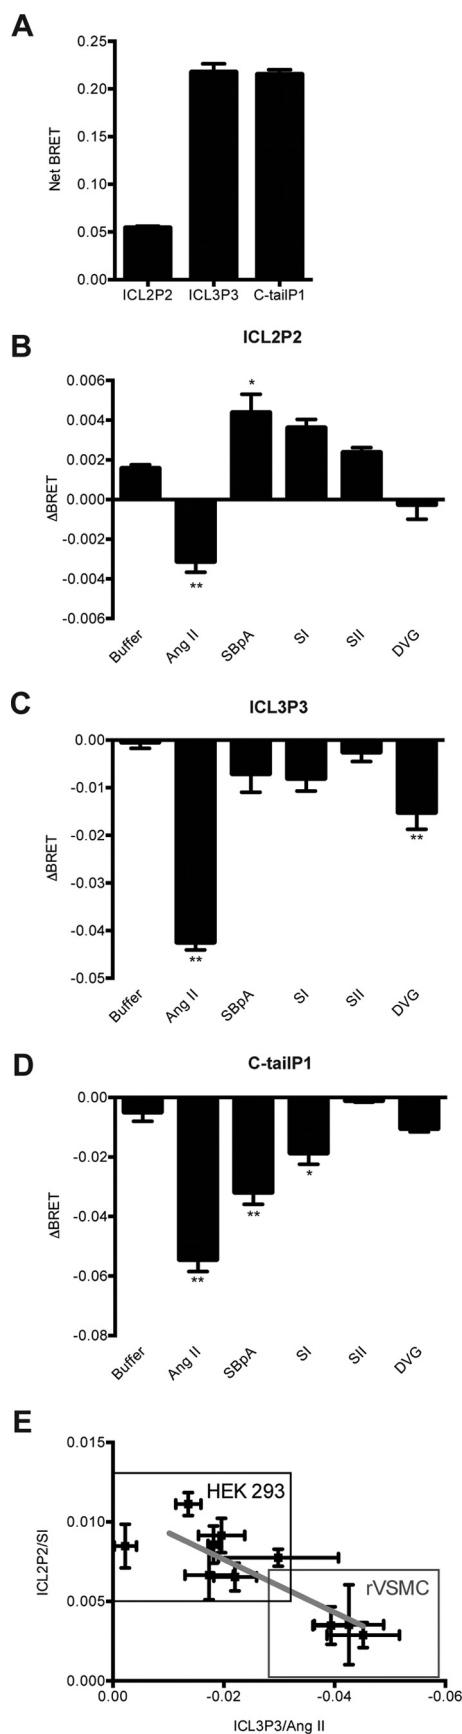 A
0.25
0.20
0.15
0.10
0.05
0.00
Net BRET
ICL2P2 ICL3P3 C-tailP1
B
ICL2P2
0.006
0.004
0.002
0.000
-0.002
-0.004
-0.006
ΔBRET
*
**
Buffer Ang II SBpA SI SII DVG
C
ICL3P3
0.00
-0.01
-0.02
-0.03
-0.04
-0.05
ΔBRET
**
**
Buffer Ang II SBpA SI SII DVG
D
C-tailP1
0.00
-0.02
-0.04
-0.06
-0.08
ΔBRET
*
**
**
Buffer Ang II SBpA SI SII DVG
E
0.015
0.010
0.005
0.000
ICL2P2/SI
HEK 293
rVSMC
0.00 -0.02 -0.04 -0.06
ICL3P3/Ang II